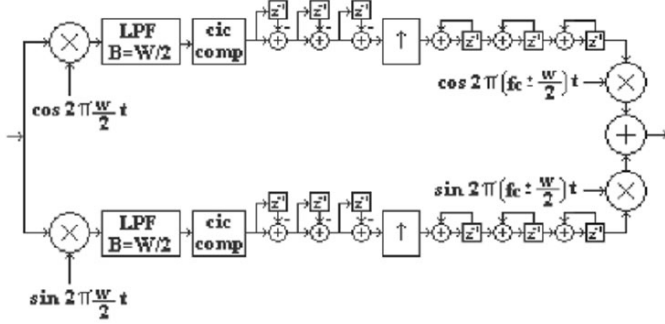 z⁻¹ z⁻¹ z⁻¹
LPF
B=W/2
cic
comp
- - -
↑
z⁻¹ z⁻¹ z⁻¹
cos 2π w/2 t
cos 2π(fc ± w/2) t
sin 2π(fc ± w/2) t
z⁻¹ z⁻¹ z⁻¹
LPF
B=W/2
cic
comp
- - -
↑
z⁻¹ z⁻¹ z⁻¹
sin 2π w/2 t